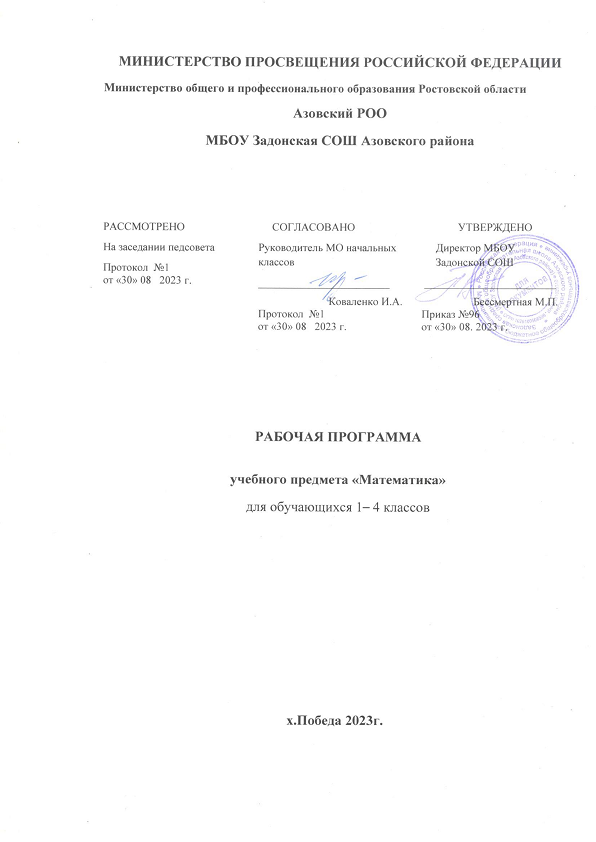 МИНИСТЕРСТВО ПРОСВЕЩЕНИЯ РОССИЙСКОЙ ФЕДЕРАЦИИ
Министерство общего и профессионального образования Ростовской области
Азовский РОО
МБОУ Задонская СОШ Азовского района
РАССМОТРЕНО
На заседании педсовета
Протокол №1
от «30» 08 2023 г.
СОГЛАСОВАНО
Руководитель МО начальных
классов
Коваленко И.А.
Протокол №1
от «30» 08 2023 г.
УТВЕРЖДЕНО
Директор МБОУ
Задонской СОШ
Бессмертная М.П.
Приказ №96
от «30» 08. 2023 г.
РАБОЧАЯ ПРОГРАММА
учебного предмета «Математика»
для обучающихся 1– 4 классов
х.Победа 2023г.